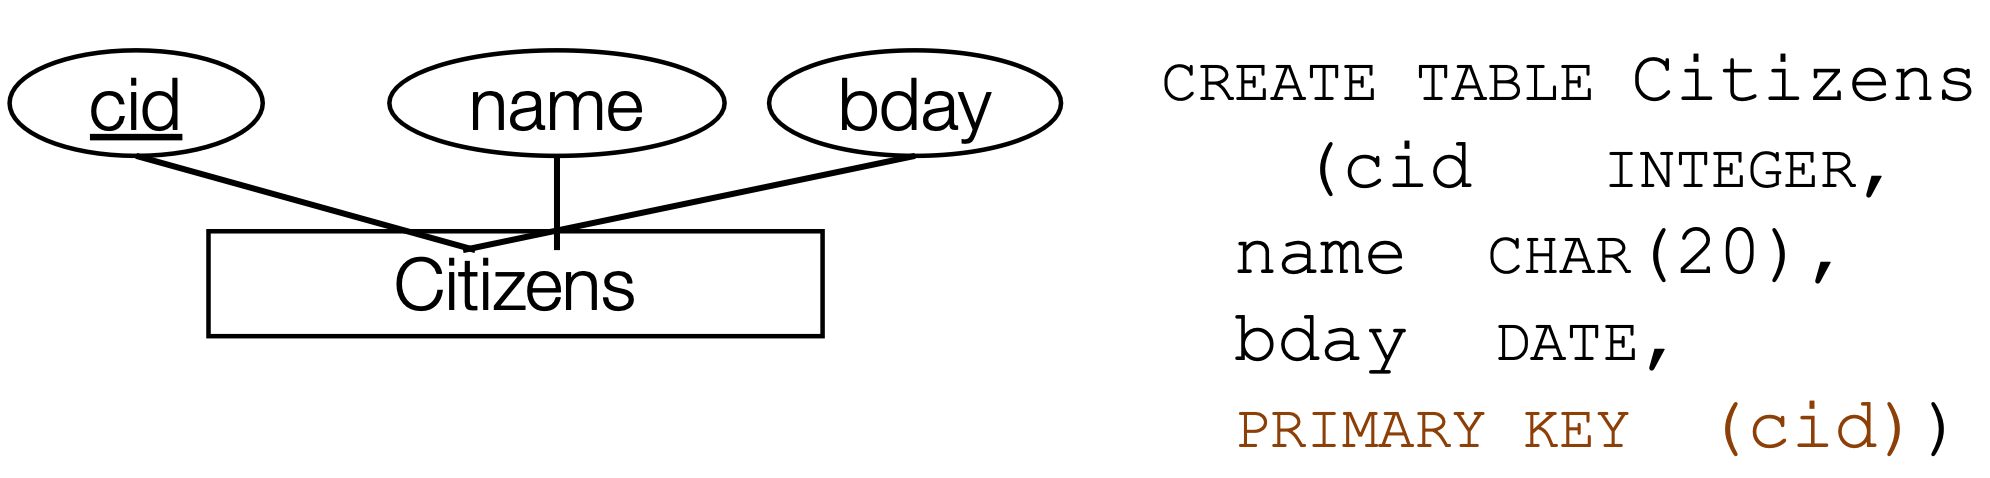 cid name bday
Citizens
CREATE TABLE Citizens
(cid INTEGER,
name CHAR(20),
bday DATE,
PRIMARY KEY (cid))